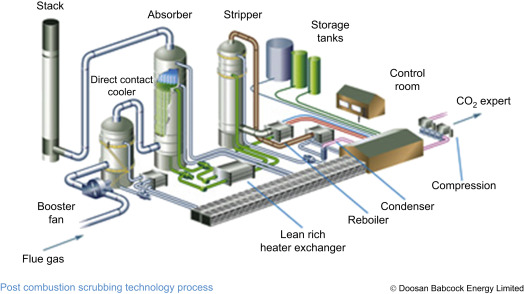 Stack
Absorber
Stripper
Storage
tanks
Direct contact
cooler
Control
room
CO2 expert
Compression
Condenser
Reboiler
Lean rich
heater exchanger
Booster
fan
Flue gas
Post combustion scrubbing technology process
© Doosan Babcock Energy Limited